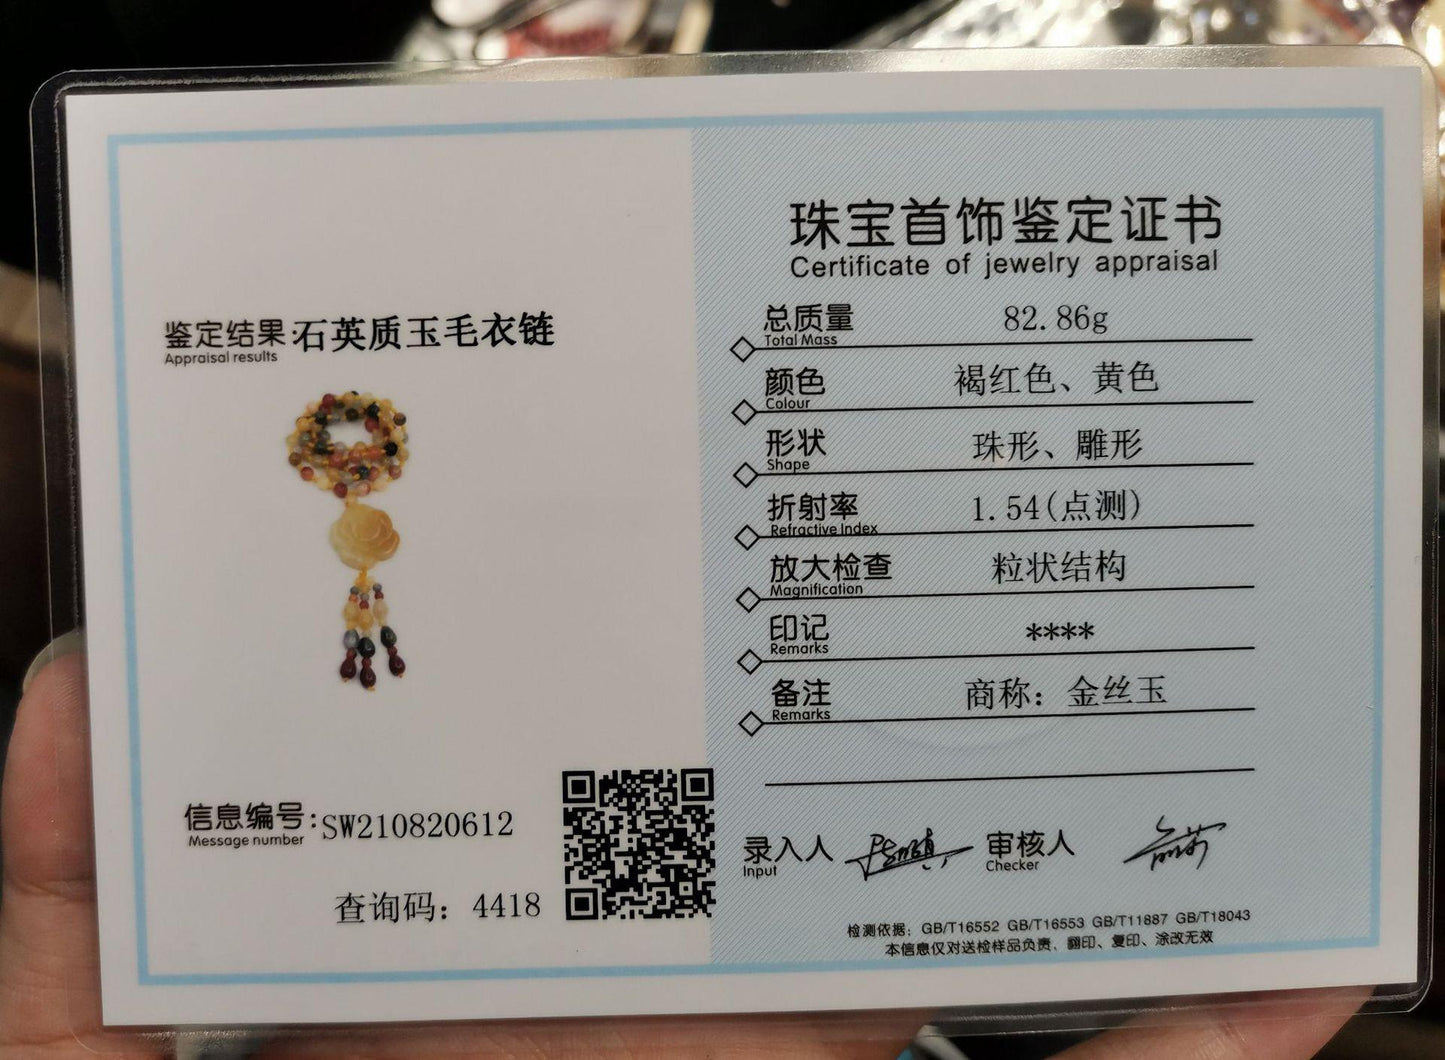 鉴定结果:石英质玉毛衣链
Appraisal results
信息编号:SW210820612
Message number
查询码：4418
珠宝首饰鉴定证书
Certificate of jewelry appraisal
总质量 82.86g
Total Mass
颜色 褐红色、黄色
Colour
形状 珠形、雕形
Shape
折射率 1.54(点测)
Refractive Index
放大检查 粒状结构
Magnification
印记 ****
Remarks
备注 商称：金丝玉
Remarks
录入人 审核人
Input Checker
检测依据：GB/T16552 GB/T16553 GB/T11887 GB/T18043
本信息仅对送检样品负责，翻印、复印、涂改无效